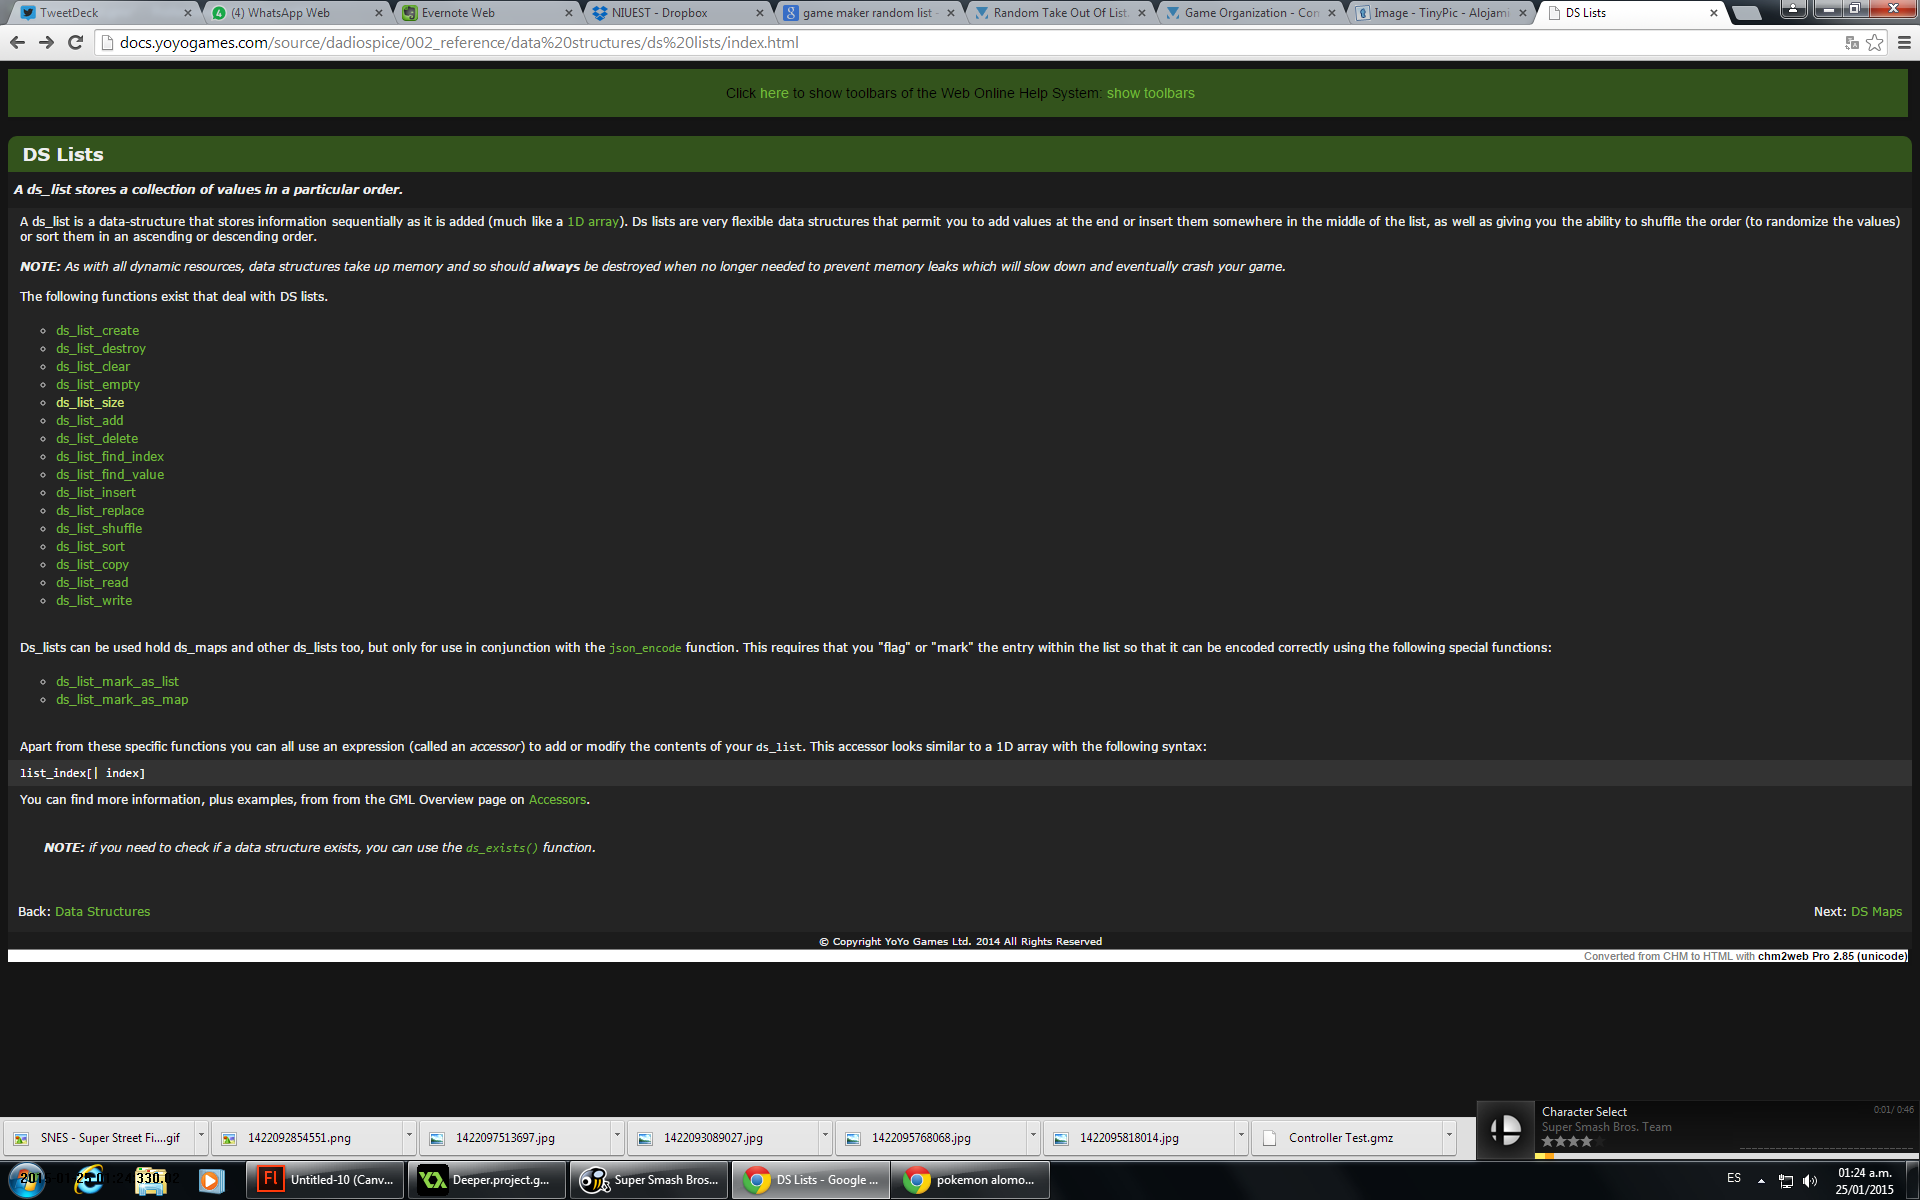 TweetDeck
(4) WhatsApp Web
Evernote Web
NIUEST - Dropbox
game maker random list -
Random Take Out Of List.
Game Organization - Con
Image - TinyPic - Alojami
DS Lists
docs.yoyogames.com/source/dadiospice/002_reference/data%20structures/ds%20lists/index.html
Click here to show toolbars of the Web Online Help System: show toolbars
DS Lists
A ds_list stores a collection of values in a particular order.
A ds_list is a data-structure that stores information sequentially as it is added (much like a 1D array). Ds lists are very flexible data structures that permit you to add values at the end or insert them somewhere in the middle of the list, as well as giving you the ability to shuffle the order (to randomize the values)
or sort them in an ascending or descending order.
NOTE: As with all dynamic resources, data structures take up memory and so should always be destroyed when no longer needed to prevent memory leaks which will slow down and eventually crash your game.
The following functions exist that deal with DS lists.
ds_list_create
ds_list_destroy
ds_list_clear
ds_list_empty
ds_list_size
ds_list_add
ds_list_delete
ds_list_find_index
ds_list_find_value
ds_list_insert
ds_list_replace
ds_list_shuffle
ds_list_sort
ds_list_copy
ds_list_read
ds_list_write
Ds_lists can be used hold ds_maps and other ds_lists too, but only for use in conjunction with the json_encode function. This requires that you "flag" or "mark" the entry within the list so that it can be encoded correctly using the following special functions:
ds_list_mark_as_list
ds_list_mark_as_map
Apart from these specific functions you can all use an expression (called an accessor) to add or modify the contents of your ds_list. This accessor looks similar to a 1D array with the following syntax:
list_index[| index]
You can find more information, plus examples, from from the GML Overview page on Accessors.
NOTE: if you need to check if a data structure exists, you can use the ds_exists() function.
Back: Data Structures
Next: DS Maps
© Copyright YoYo Games Ltd. 2014 All Rights Reserved
Converted from CHM to HTML with chm2web Pro 2.85 (unicode)
SNES - Super Street Fi....gif
1422092854551.png
1422097513697.jpg
1422093089027.jpg
1422095768068.jpg
1422095818014.jpg
Controller Test.gmz
Character Select
0:01/ 0:46
Super Smash Bros. Team
Untitled-10 (Canv...
Deeper.project.g...
Super Smash Bros...
DS Lists - Google ...
pokemon alomo...
ES
01:24 a.m.
25/01/2015